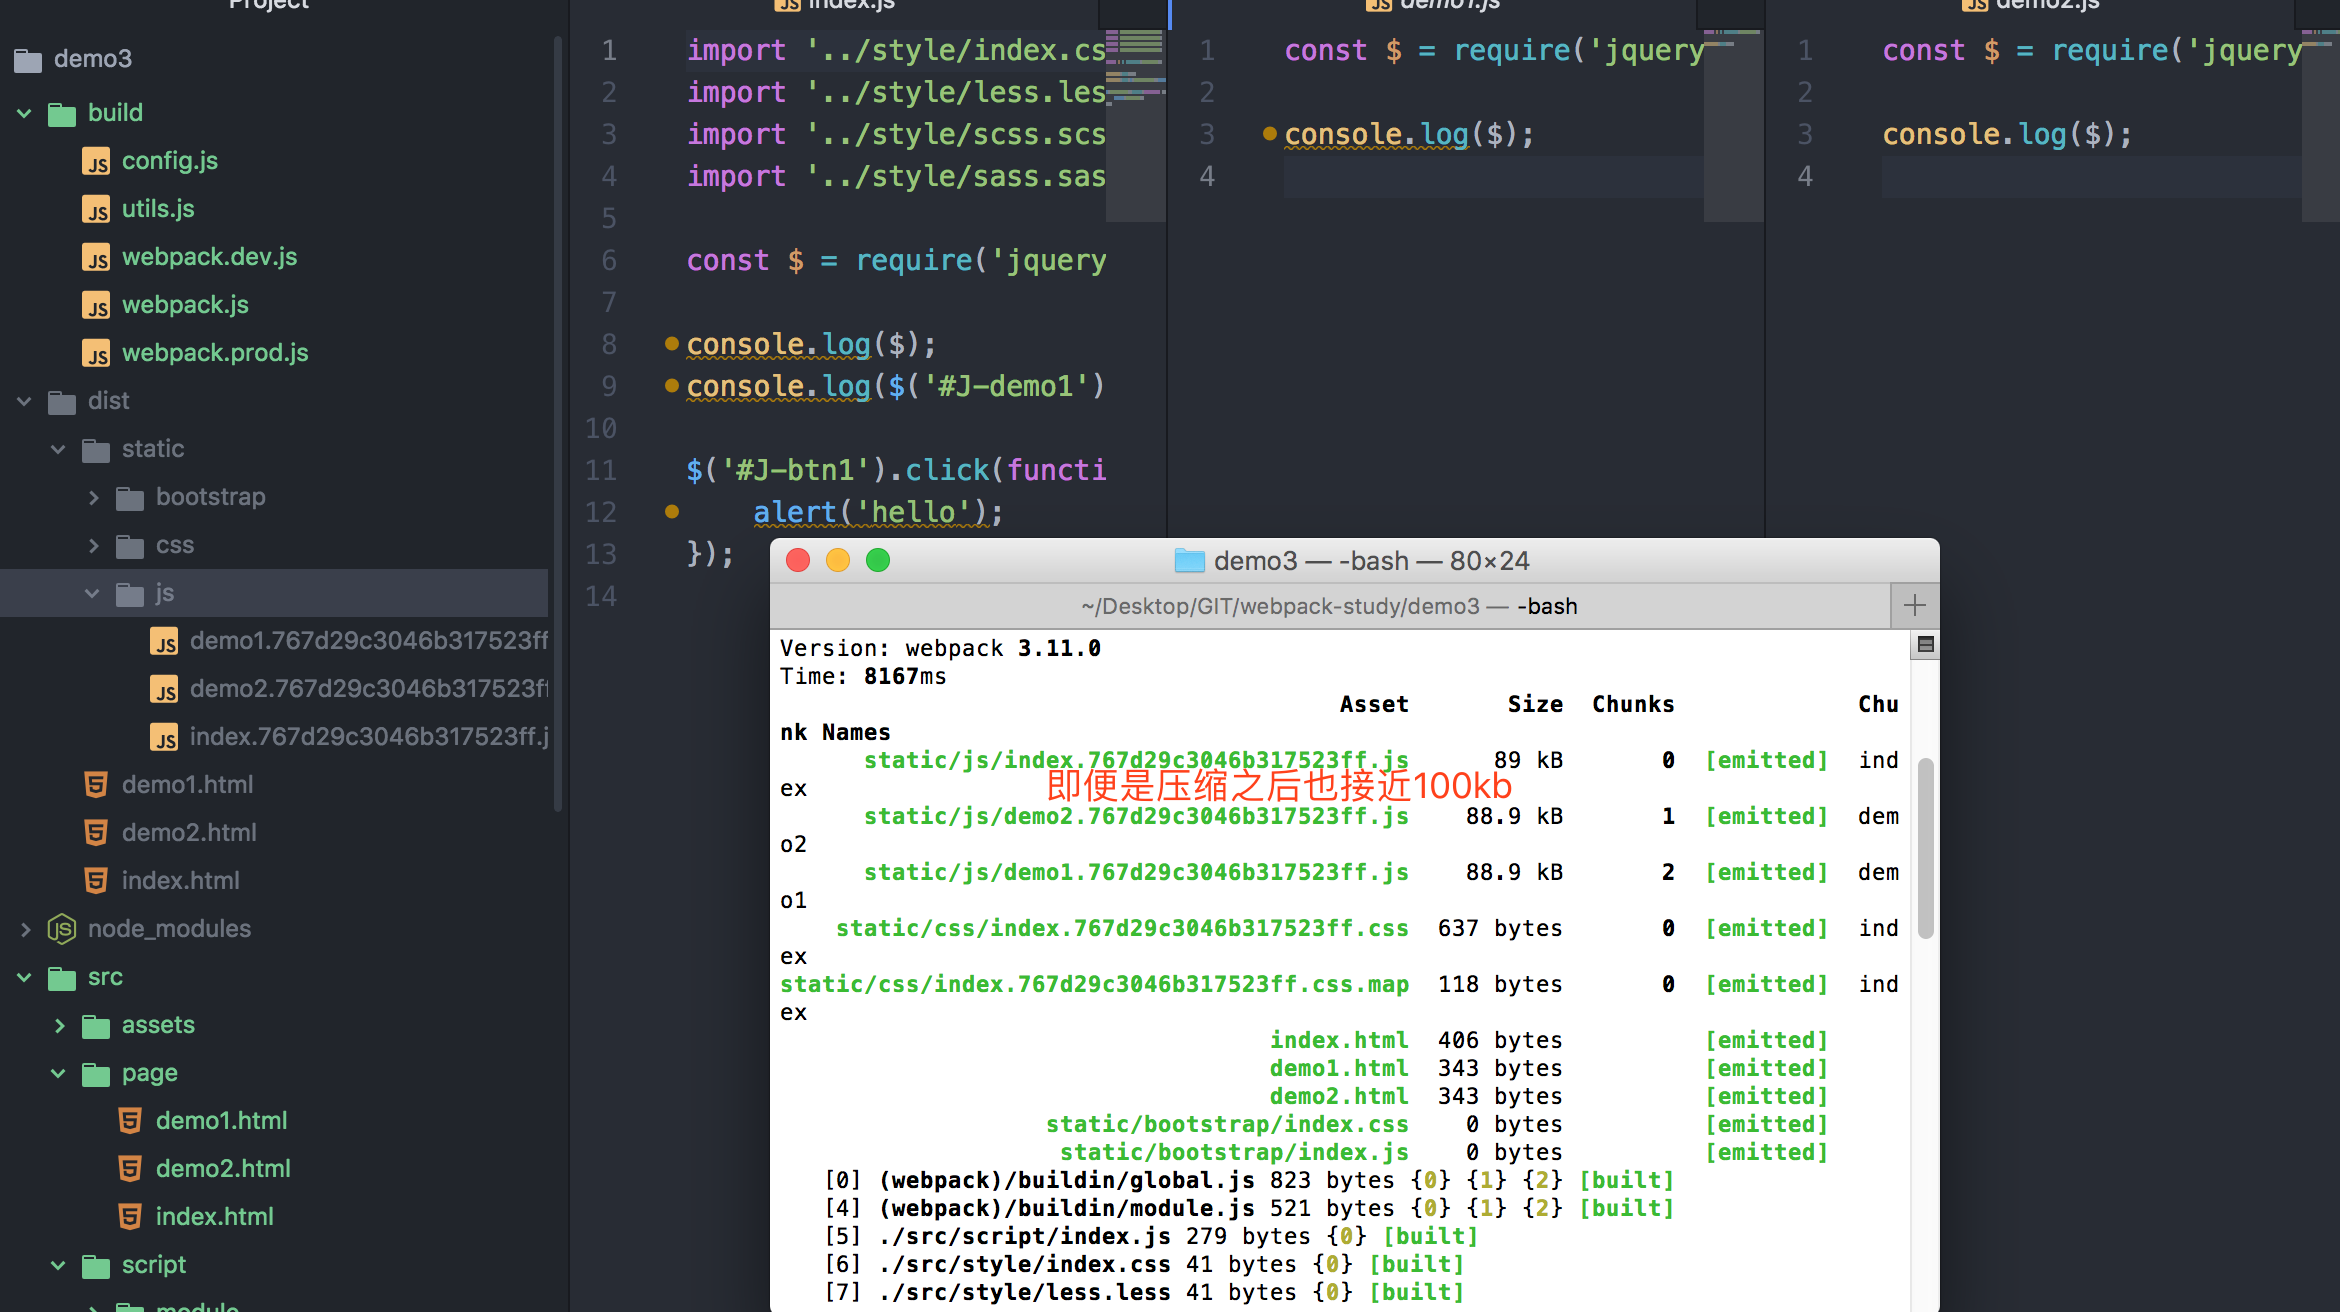 Project
demo3
build
config.js
utils.js
webpack.dev.js
webpack.js
webpack.prod.js
dist
static
bootstrap
css
js
demo1.767d29c3046b317523ff
demo2.767d29c3046b317523ff
index.767d29c3046b317523ff.j
demo1.html
demo2.html
index.html
node_modules
src
assets
page
demo1.html
demo2.html
index.html
script
module
index.js
1 import '../style/index.cs
2 import '../style/less.les
3 import '../style/scss.scs
4 import '../style/sass.sas
5
6 const $ = require('jquery
7
8 console.log($);
9 console.log($('#J-demo1')
10
11 $('#J-btn1').click(functi
12 alert('hello');
13 });
14
demo1.js
1 const $ = require('jquery
2
3 console.log($);
4
demo2.js
1 const $ = require('jquery
2
3 console.log($);
4
demo3 — -bash — 80×24
~/Desktop/GIT/webpack-study/demo3 — -bash
Version: webpack 3.11.0
Time: 8167ms
Asset Size Chunks Chu
nk Names
static/js/index.767d29c3046b317523ff.js 89 kB 0 [emitted] ind
ex
即便是压缩之后也接近100kb
static/js/demo2.767d29c3046b317523ff.js 88.9 kB 1 [emitted] dem
o2
static/js/demo1.767d29c3046b317523ff.js 88.9 kB 2 [emitted] dem
o1
static/css/index.767d29c3046b317523ff.css 637 bytes 0 [emitted] ind
ex
static/css/index.767d29c3046b317523ff.css.map 118 bytes 0 [emitted] ind
ex
index.html 406 bytes [emitted]
demo1.html 343 bytes [emitted]
demo2.html 343 bytes [emitted]
static/bootstrap/index.css 0 bytes [emitted]
static/bootstrap/index.js 0 bytes [emitted]
[0] (webpack)/buildin/global.js 823 bytes {0} {1} {2} [built]
[4] (webpack)/buildin/module.js 521 bytes {0} {1} {2} [built]
[5] ./src/script/index.js 279 bytes {0} [built]
[6] ./src/style/index.css 41 bytes {0} [built]
[7] ./src/style/less.less 41 bytes {0} [built]